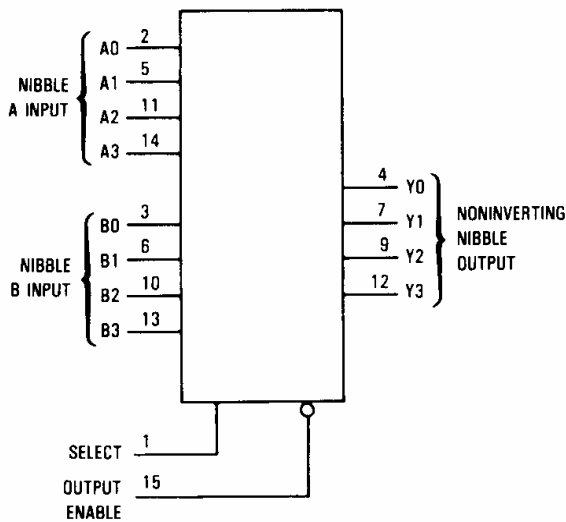 NIBBLE
A INPUT
A0 2
A1 5
A2 11
A3 14
NIBBLE
B INPUT
B0 3
B1 6
B2 10
B3 13
4 Y0
7 Y1
9 Y2
12 Y3
NONINVERTING
NIBBLE
OUTPUT
SELECT 1
OUTPUT 15
ENABLE